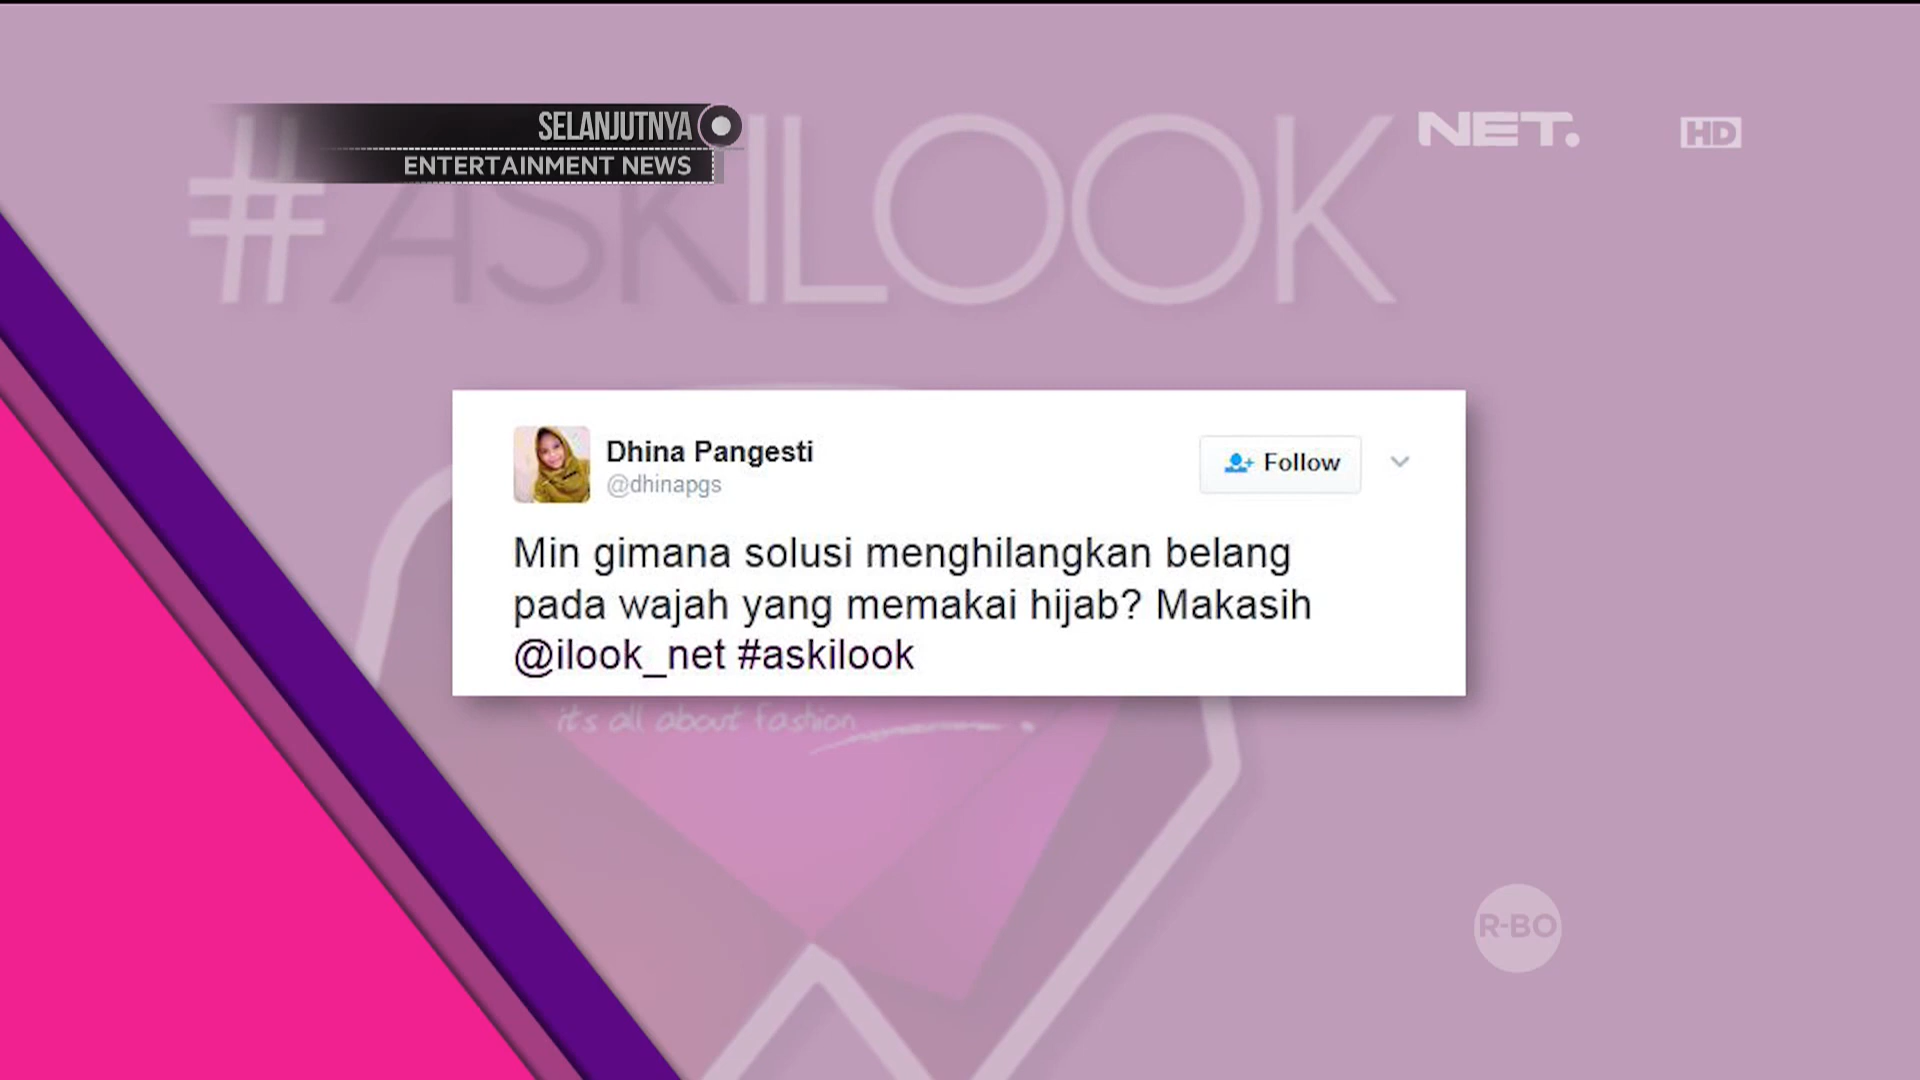 SELANJUTNYA
ENTERTAINMENT NEWS
NET.
HD
#ASKILOOK
Dhina Pangesti
@dhinapgs
Follow
Min gimana solusi menghilangkan belang
pada wajah yang memakai hijab? Makasih
@ilook_net #askilook
it's all about fashion
R-BO